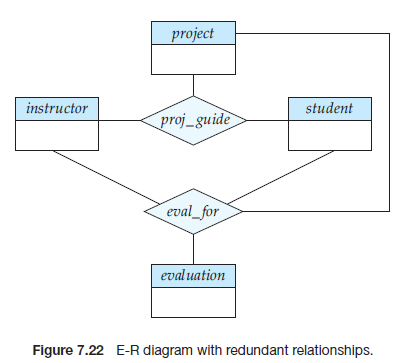 project
instructor
proj_guide
student
eval_for
evaluation
Figure 7.22 E-R diagram with redundant relationships.